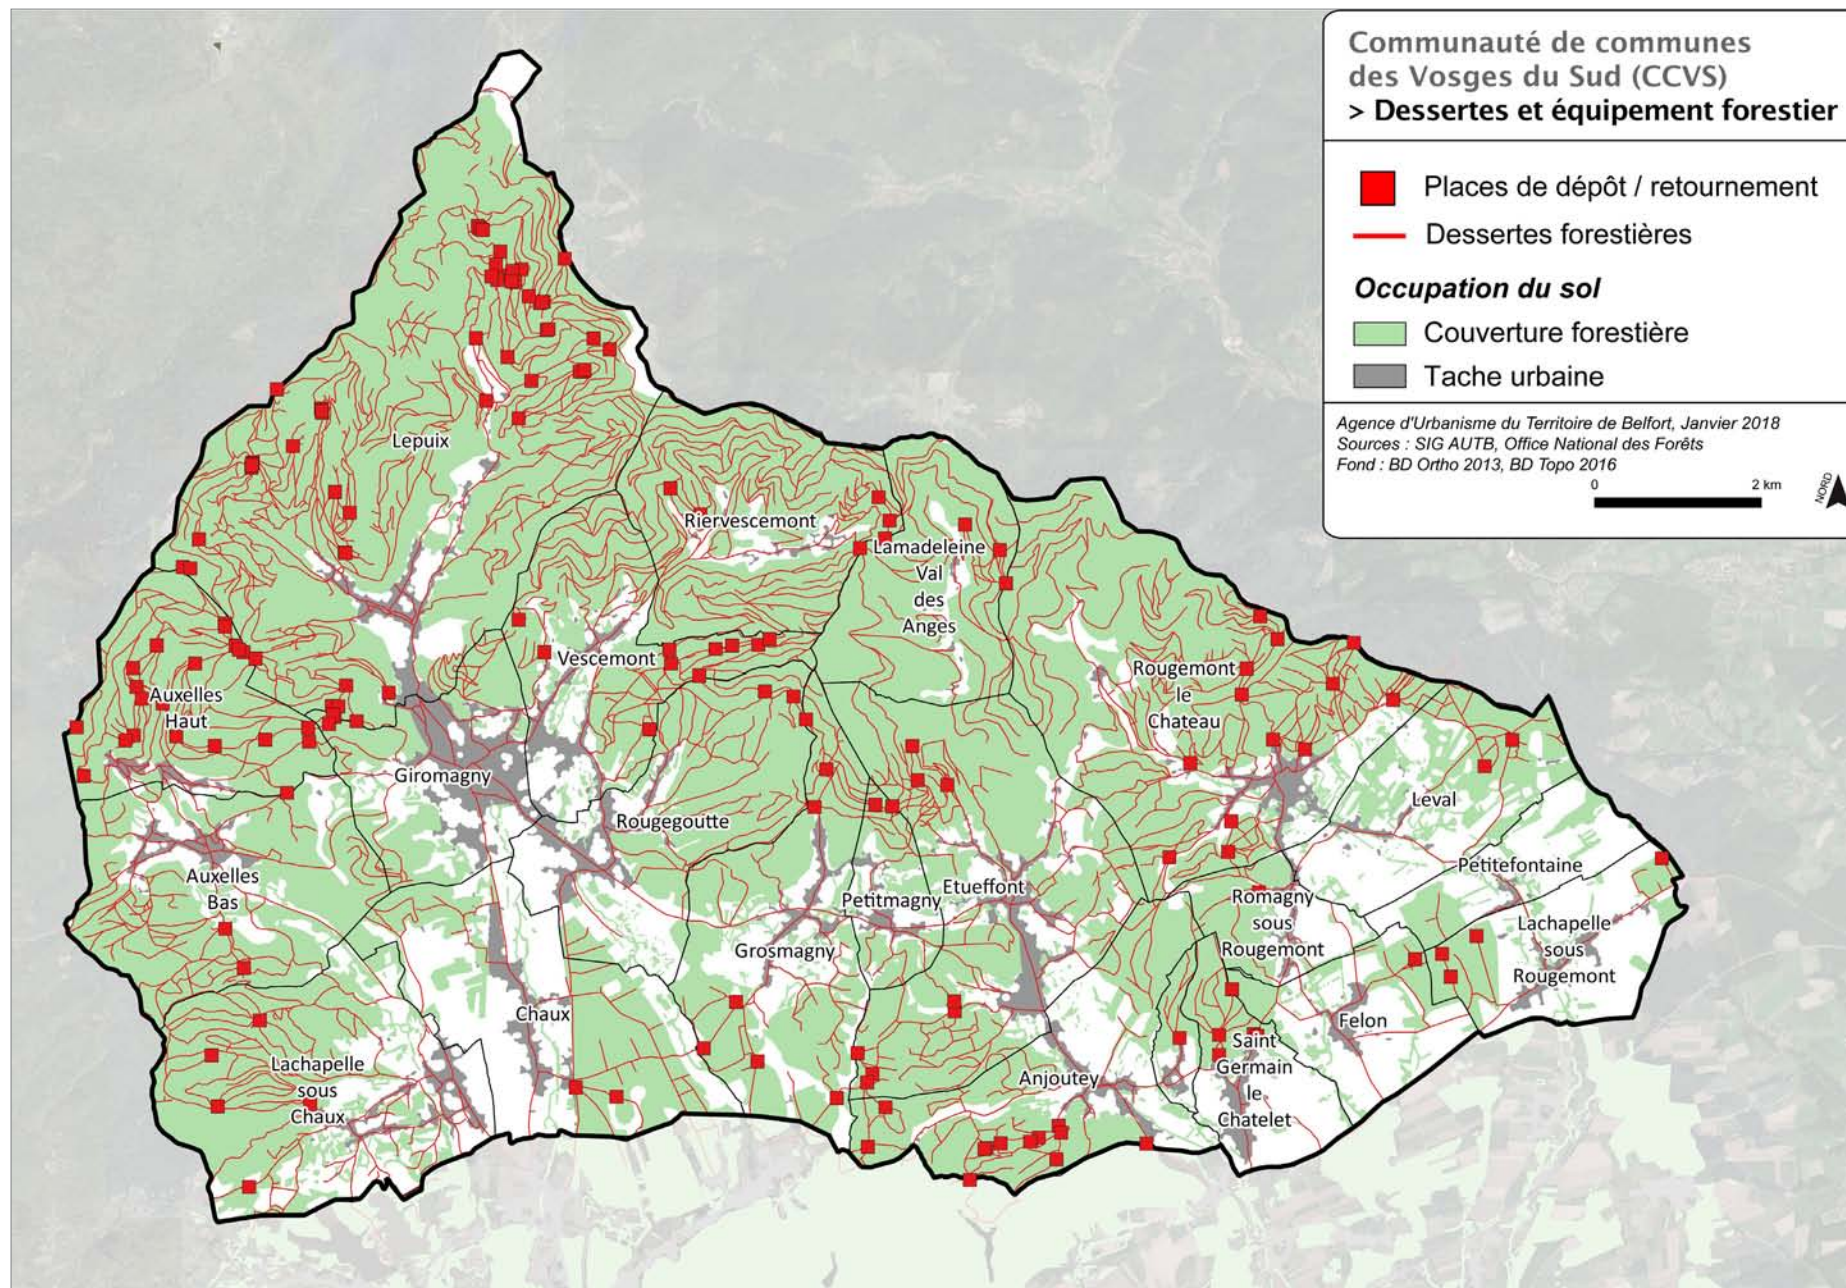 Communauté de communes
des Vosges du Sud (CCVS)
> Dessertes et équipement forestier
Places de dépôt / retournement
Dessertes forestières
Occupation du sol
Couverture forestière
Tache urbaine
Agence d'Urbanisme du Territoire de Belfort, Janvier 2018
Sources : SIG AUTB, Office National des Forêts
Fond : BD Ortho 2013, BD Topo 2016
0
2 km
NORD
Lepuix
Riervescemont
Lamadeleine
Val
des
Anges
Vescemont
Rougemont
le
Chateau
Auxelles
Haut
Giromagny
Leval
Rougegoutte
Auxelles
Bas
Petitefontaine
Etueffont
Petitmagny
Romagny
sous
Rougemont
Lachapelle
sous
Rougemont
Grosmagny
Chaux
Felon
Saint
Germain
le
Chatelet
Anjoutey
Lachapelle
sous
Chaux